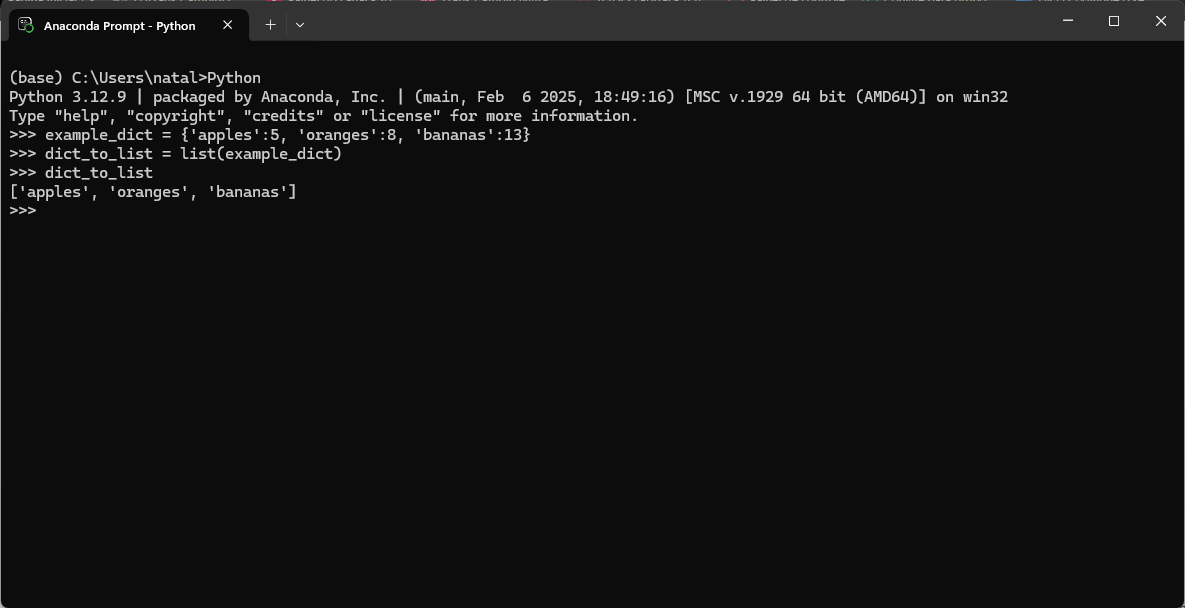 Anaconda Prompt - Python
(base) C:\Users\natal>Python
Python 3.12.9 | packaged by Anaconda, Inc. | (main, Feb  6 2025, 18:49:16) [MSC v.1929 64 bit (AMD64)] on win32
Type "help", "copyright", "credits" or "license" for more information.
>>> example_dict = {'apples':5, 'oranges':8, 'bananas':13}
>>> dict_to_list = list(example_dict)
>>> dict_to_list
['apples', 'oranges', 'bananas']
>>>